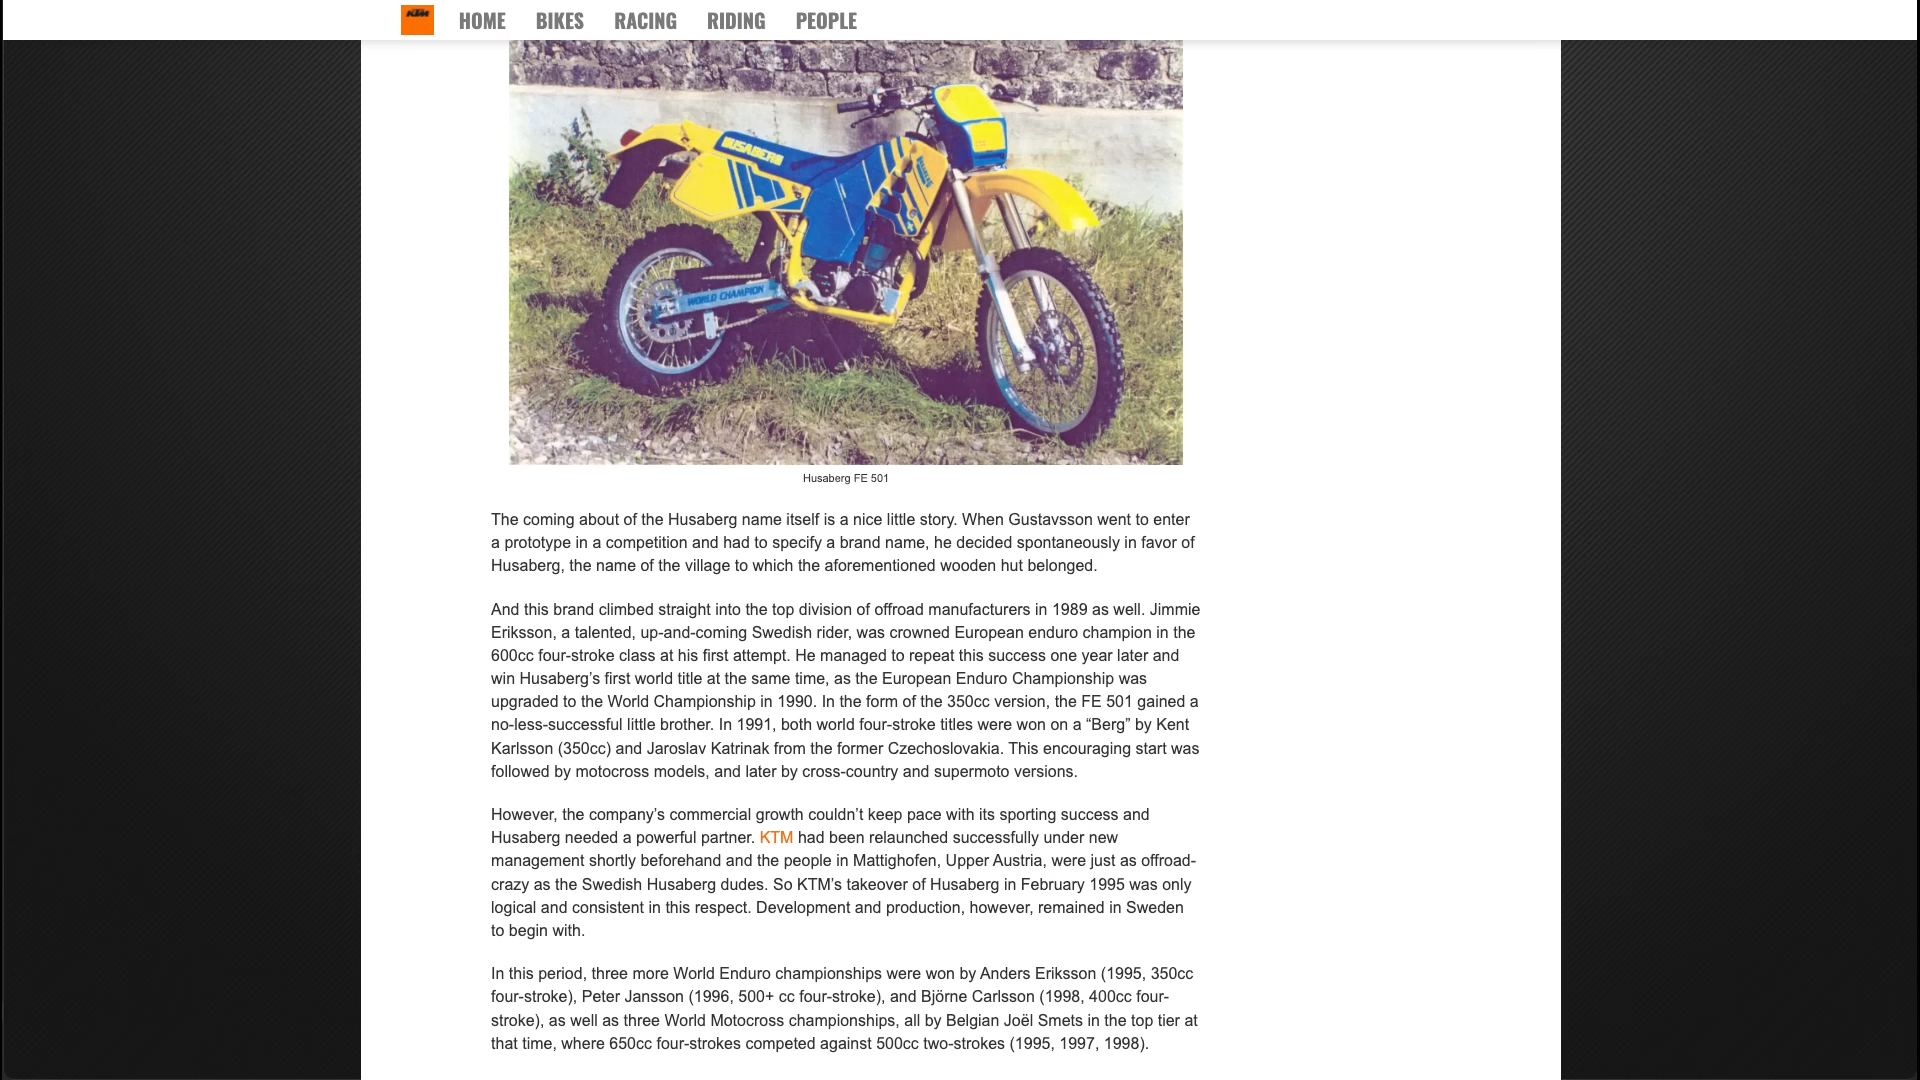 KTM HOME BIKES RACING RIDING PEOPLE
HUSABERG
WORLD CHAMPION
Husaberg FE 501
The coming about of the Husaberg name itself is a nice little story. When Gustavsson went to enter
a prototype in a competition and had to specify a brand name, he decided spontaneously in favor of
Husaberg, the name of the village to which the aforementioned wooden hut belonged.
And this brand climbed straight into the top division of offroad manufacturers in 1989 as well. Jimmie
Eriksson, a talented, up-and-coming Swedish rider, was crowned European enduro champion in the
600cc four-stroke class at his first attempt. He managed to repeat this success one year later and
win Husaberg’s first world title at the same time, as the European Enduro Championship was
upgraded to the World Championship in 1990. In the form of the 350cc version, the FE 501 gained a
no-less-successful little brother. In 1991, both world four-stroke titles were won on a “Berg” by Kent
Karlsson (350cc) and Jaroslav Katrinak from the former Czechoslovakia. This encouraging start was
followed by motocross models, and later by cross-country and supermoto versions.
However, the company’s commercial growth couldn’t keep pace with its sporting success and
Husaberg needed a powerful partner. KTM had been relaunched successfully under new
management shortly beforehand and the people in Mattighofen, Upper Austria, were just as offroad-
crazy as the Swedish Husaberg dudes. So KTM’s takeover of Husaberg in February 1995 was only
logical and consistent in this respect. Development and production, however, remained in Sweden
to begin with.
In this period, three more World Enduro championships were won by Anders Eriksson (1995, 350cc
four-stroke), Peter Jansson (1996, 500+ cc four-stroke), and Björne Carlsson (1998, 400cc four-
stroke), as well as three World Motocross championships, all by Belgian Joël Smets in the top tier at
that time, where 650cc four-strokes competed against 500cc two-strokes (1995, 1997, 1998).